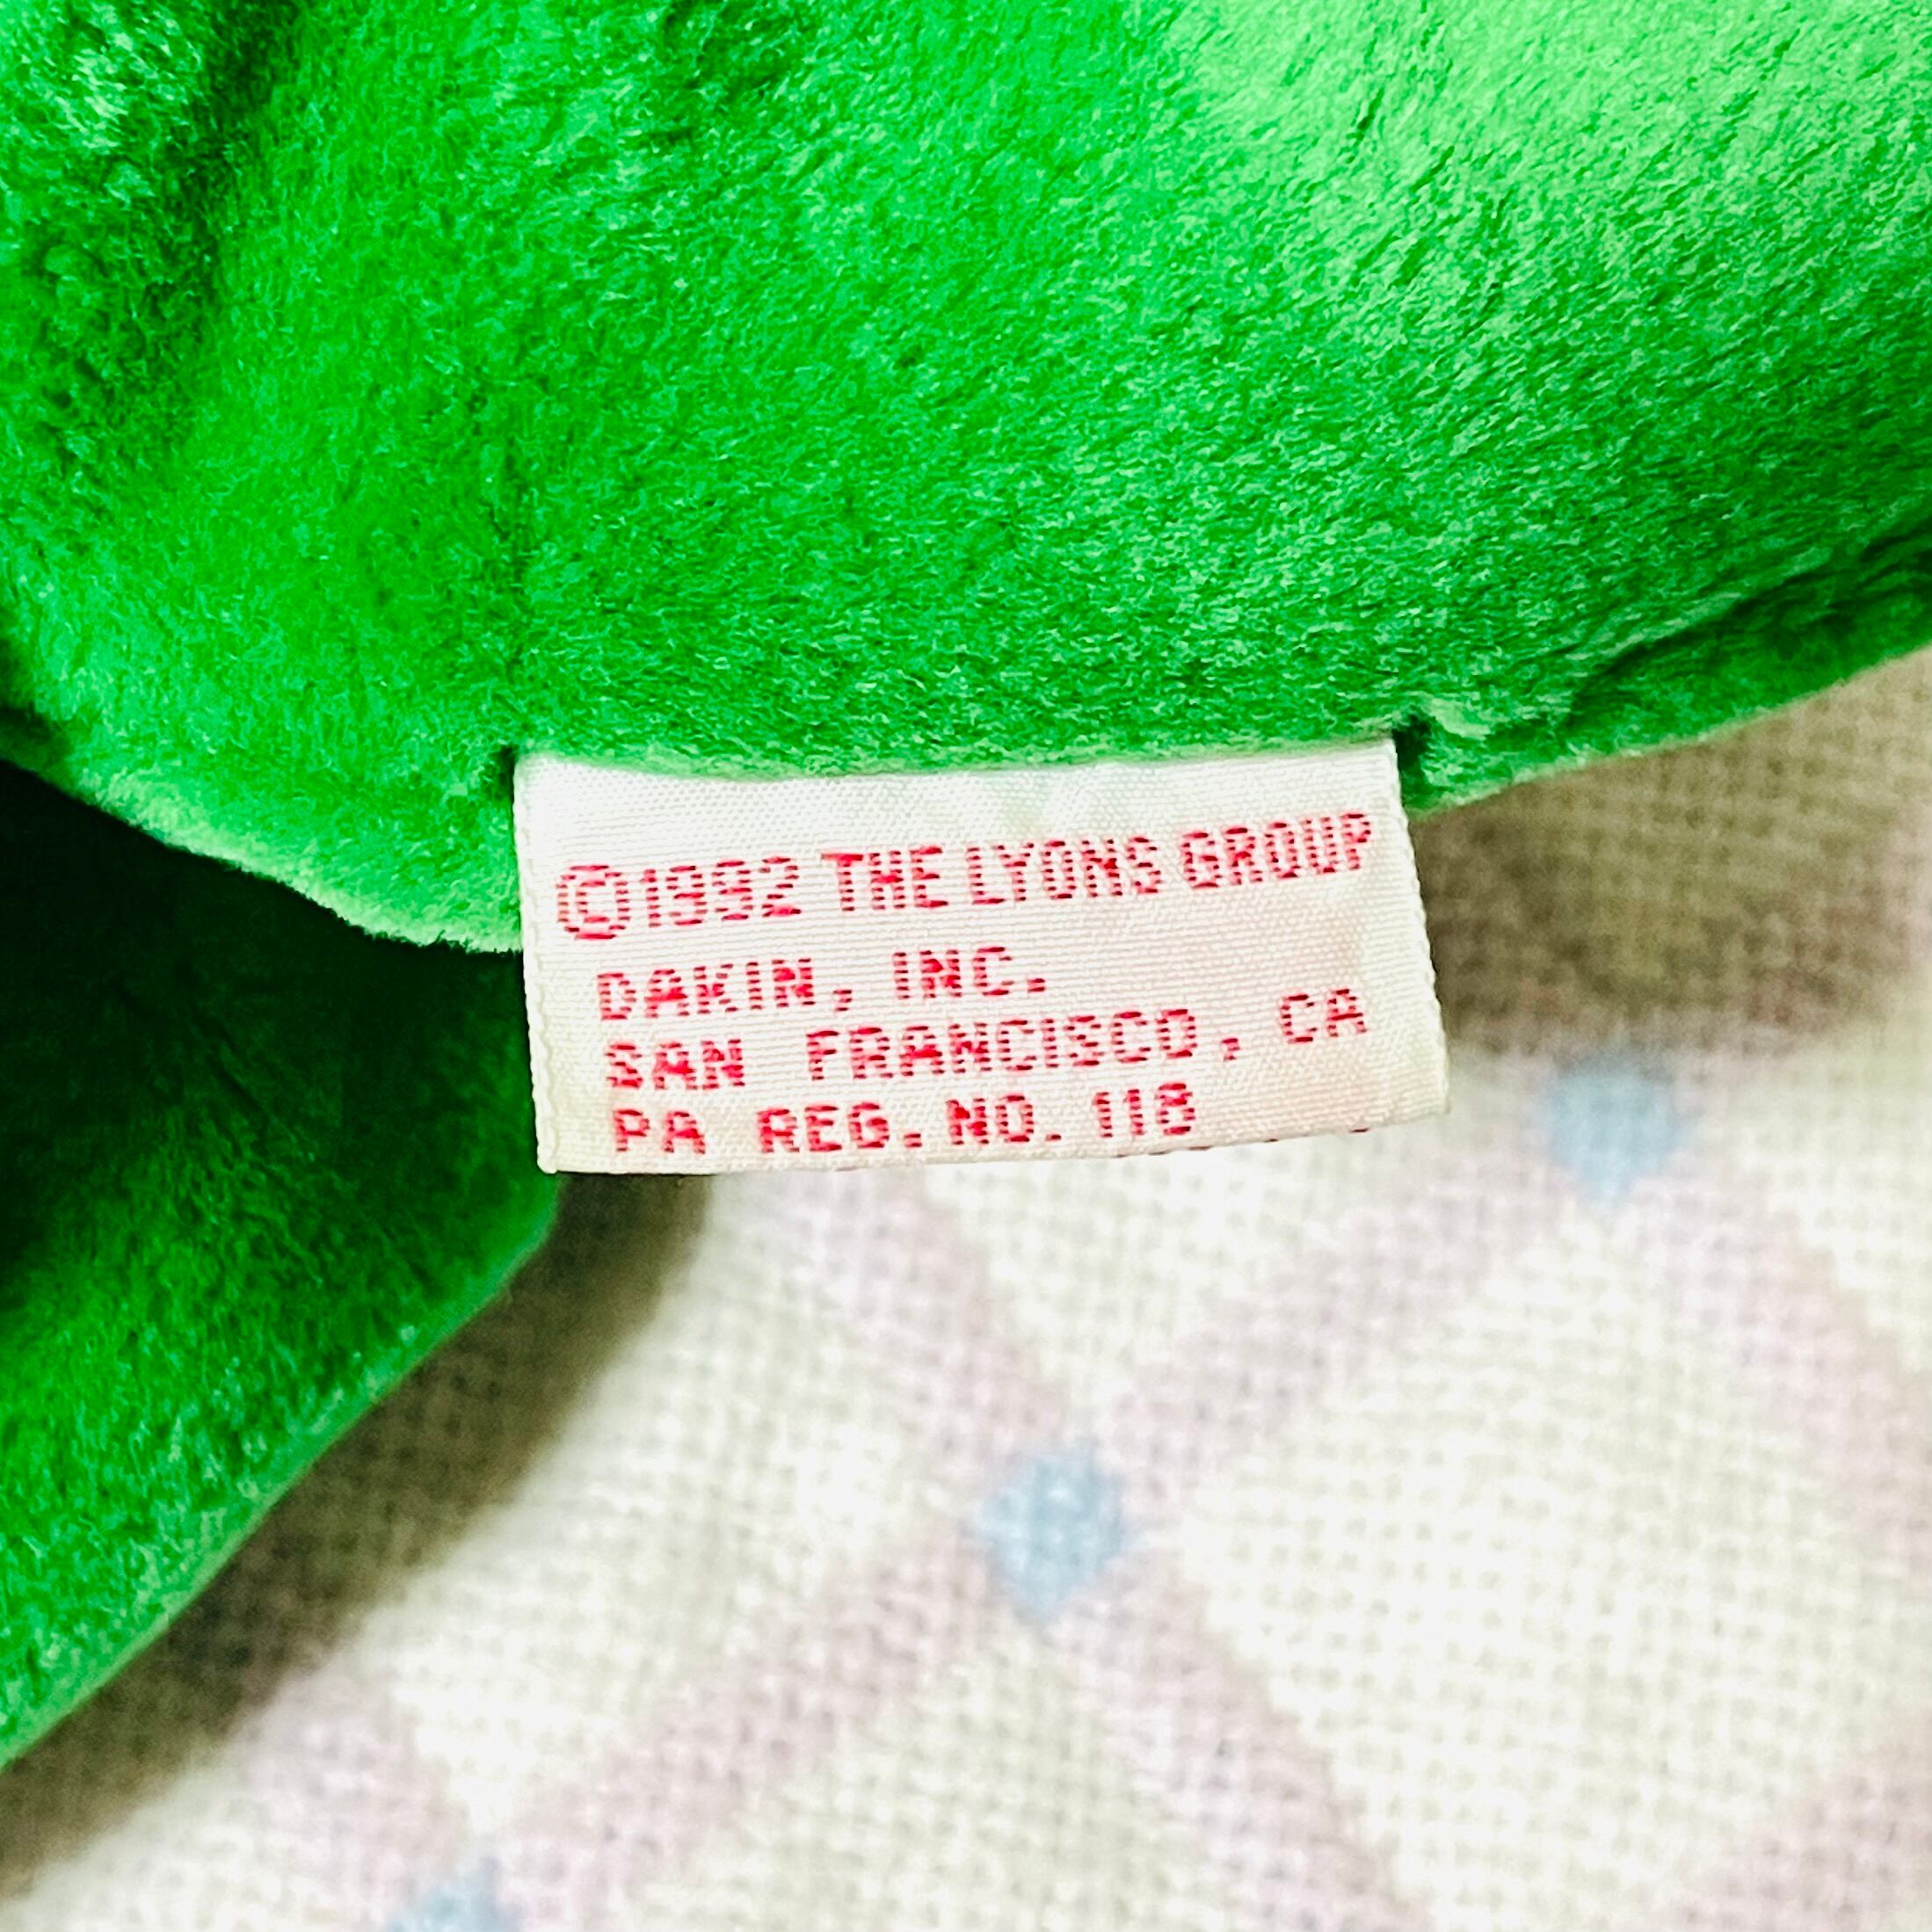 ©1992 THE LYONS GROUP
DAKIN, INC.
SAN FRANCISCO, CA
PA REG. NO. 118